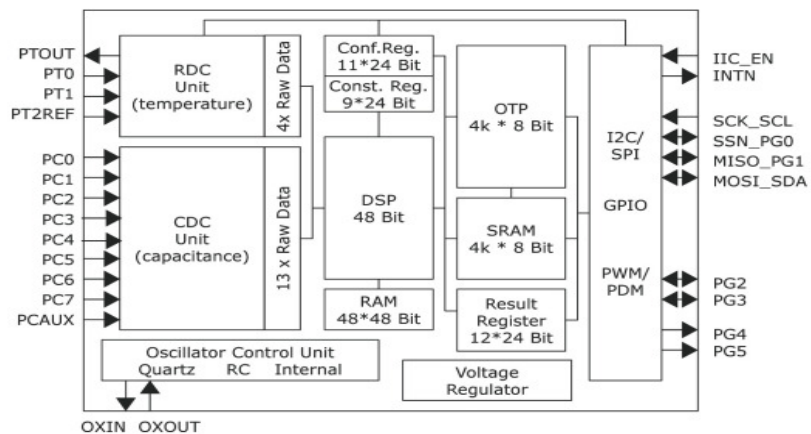 PTOUT
PT0
PT1
PT2REF
RDC
Unit
(temperature)
4x Raw Data
PC0
PC1
PC2
PC3
PC4
PC5
PC6
PC7
PCAUX
CDC
Unit
(capacitance)
13 x Raw Data
Conf.Reg.
11*24 Bit
Const. Reg.
9*24 Bit
DSP
48 Bit
RAM
48*48 Bit
OTP
4k * 8 Bit
SRAM
4k * 8 Bit
Result
Register
12*24 Bit
I2C/
SPI
GPIO
PWM/
PDM
IIC_EN
INTN
SCK_SCL
SSN_PG0
MISO_PG1
MOSI_SDA
PG2
PG3
PG4
PG5
Oscillator Control Unit
Quartz RC Internal
Voltage
Regulator
OXIN OXOUT